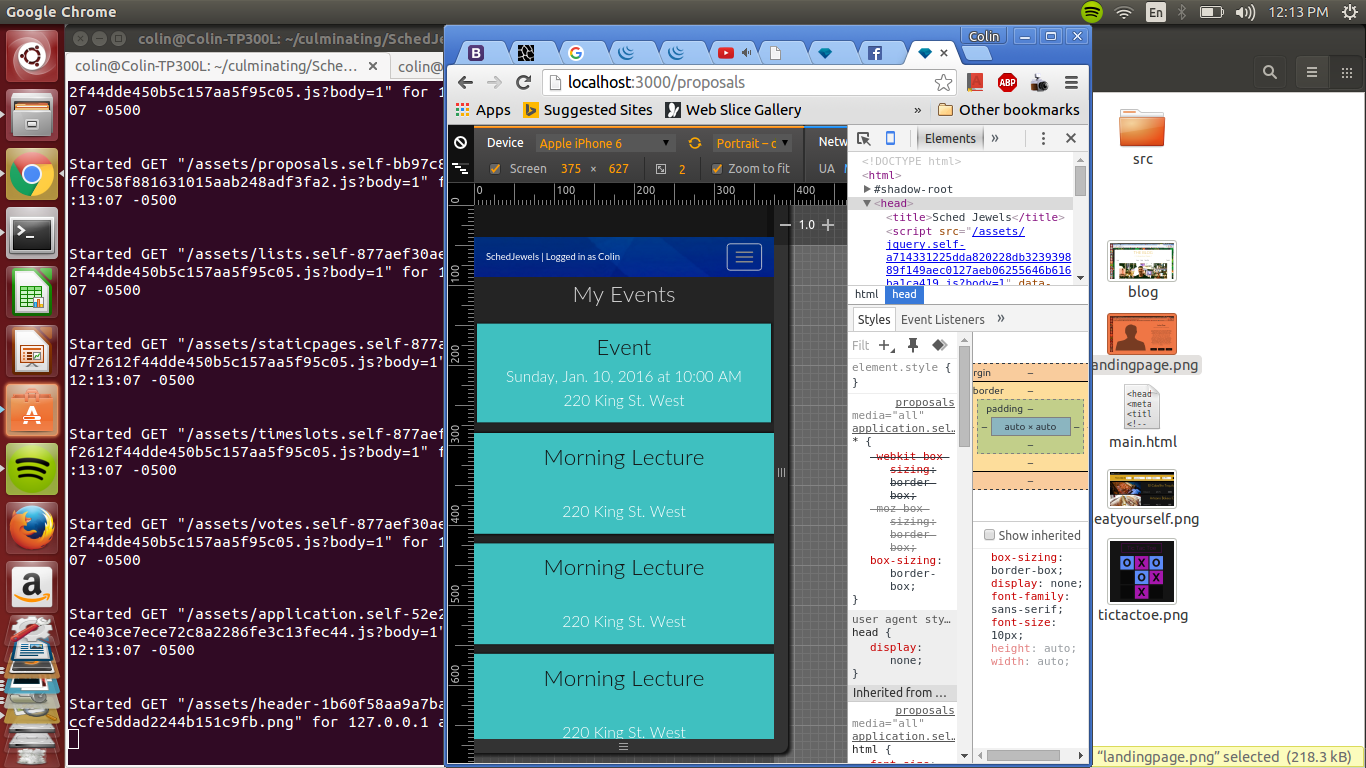 Google Chrome
En
12:13 PM
colin@Colin-TP300L: ~/culminating/SchedJ
colin@Colin-TP300L: ~/culminating/Sche…
colin@
2f44dde450b5c157aa5f95c05.js?body=1" for 1
07 -0500
Started GET "/assets/proposals.self-bb97c8
ff0c58f881631015aab248adf3fa2.js?body=1" f
:13:07 -0500
Started GET "/assets/lists.self-877aef30ae
2f44dde450b5c157aa5f95c05.js?body=1" for 1
07 -0500
Started GET "/assets/staticpages.self-877a
d7f2612f44dde450b5c157aa5f95c05.js?body=1"
12:13:07 -0500
Started GET "/assets/timeslots.self-877aef
f2612f44dde450b5c157aa5f95c05.js?body=1" f
:13:07 -0500
Started GET "/assets/votes.self-877aef30ae
2f44dde450b5c157aa5f95c05.js?body=1" for 1
07 -0500
Started GET "/assets/application.self-52e2
ce403ce7ece72c8a2286fe3c13fec44.js?body=1"
12:13:07 -0500
Started GET "/assets/header-1b60f58aa9a7ba
ccfe5ddad2244b151c9fb.png" for 127.0.0.1 a
Colin
localhost:3000/proposals
ABP
Apps
Suggested Sites
Web Slice Gallery
»
Other bookmarks
Device
Apple iPhone 6
Portrait – c
Netw
Screen
375 × 627
2
Zoom to fit
UA
0 100 200 300 400
1.0
0
100
200
300
400
500
600
SchedJewels | Logged in as Colin
My Events
Event
Sunday, Jan. 10, 2016 at 10:00 AM
220 King St. West
Morning Lecture
220 King St. West
Morning Lecture
220 King St. West
Morning Lecture
220 King St. West
Elements
»
<!DOCTYPE html>
<html>
#shadow-root
<head>
<title>Sched Jewels</title>
<script src="/assets/
jquery.self-
a714331225dda820228db3239398
89f149aec0127aeb06255646b616
ba1ca419.js?body=1" data-
html
head
Styles
Event Listeners
»
Filt
element.style {
}
proposals
media="all"
application.sel…
* {
-webkit-box-
sizing:
border-
box;
-moz-box-
sizing:
border-
box;
box-sizing:
border-
box;
}
user agent sty…
head {
display:
none;
}
Inherited from …
proposals
media="all"
application.sel…
html {
rgin
–
border
–
padding –
auto × auto
Show inherited
box-sizing:
border-box;
display: none;
font-family:
sans-serif;
font-size:
10px;
height: auto;
width: auto;
src
blog
landingpage.png
<head
<meta
<titl
<!--
main.html
eatyourself.png
OXO
OX
X
tictactoe.png
"landingpage.png" selected (218.3 kB)